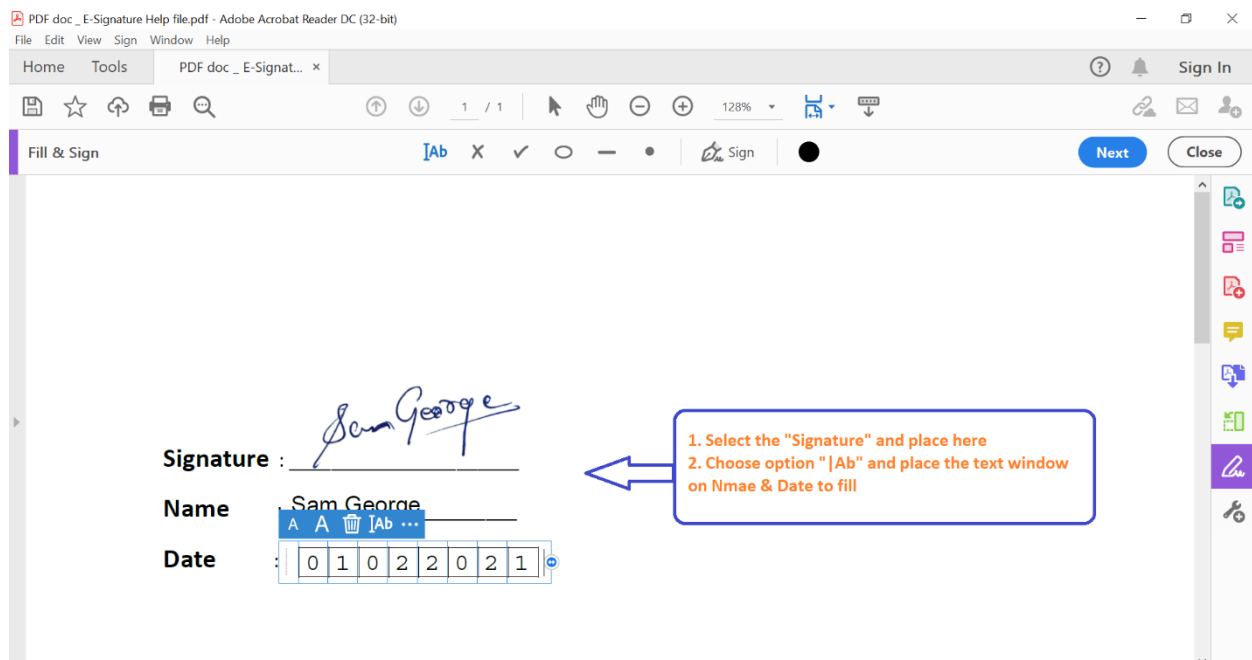 PDF doc _ E-Signature Help file.pdf - Adobe Acrobat Reader DC (32-bit)
File Edit View Sign Window Help
Home Tools PDF doc _ E-Signat... × Sign In
1 / 1 128%
Fill & Sign IAb X Sign Next Close
Sam George
Signature : ____________________
1. Select the "Signature" and place here
2. Choose option "|Ab" and place the text window
on Nmae & Date to fill
Name : Sam George
A A IAb ...
Date : 0 1 0 2 2 0 2 1